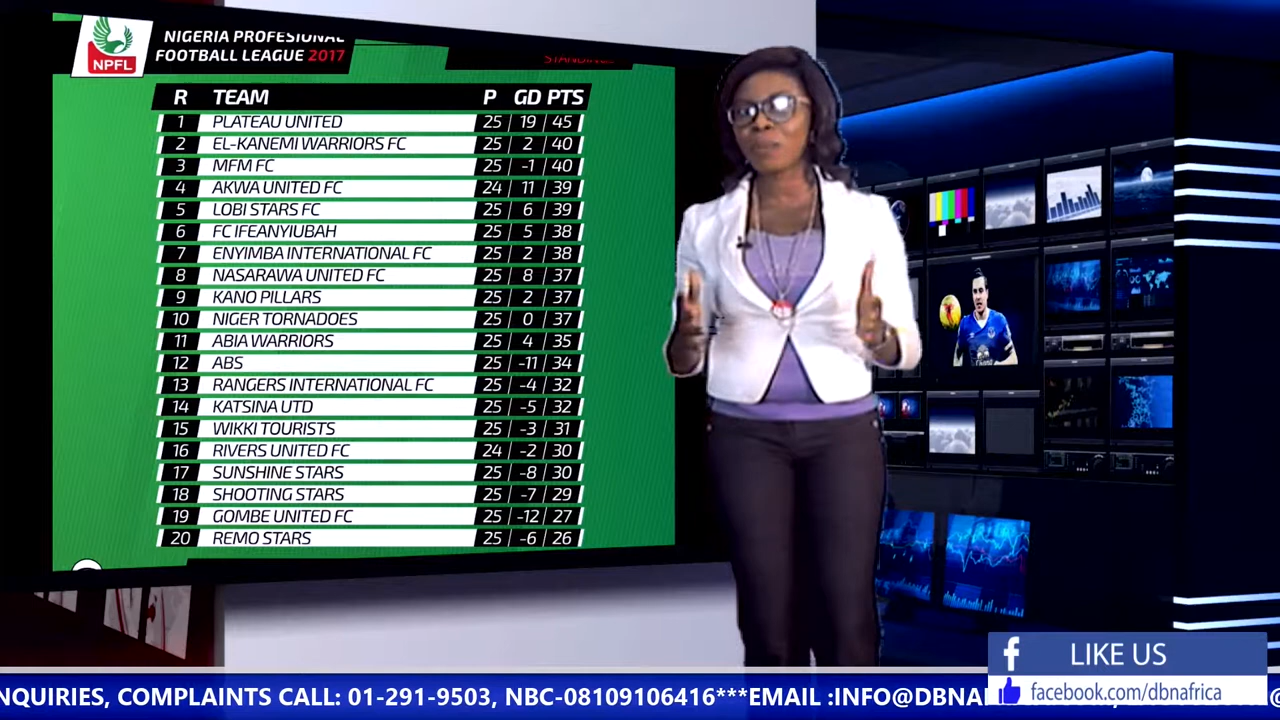 NPFL
NIGERIA PROFESIONAL
FOOTBALL LEAGUE 2017
R TEAM P GD PTS
1 PLATEAU UNITED 25 19 45
2 EL-KANEMI WARRIORS FC 25 2 40
3 MFM FC 25 -1 40
4 AKWA UNITED FC 24 11 39
5 LOBI STARS FC 25 6 39
6 FC IFEANYIUBAH 25 5 38
7 ENYIMBA INTERNATIONAL FC 25 2 38
8 NASARAWA UNITED FC 25 8 37
9 KANO PILLARS 25 2 37
10 NIGER TORNADOES 25 0 37
11 ABIA WARRIORS 25 4 35
12 ABS 25 -11 34
13 RANGERS INTERNATIONAL FC 25 -4 32
14 KATSINA UTD 25 -5 32
15 WIKKI TOURISTS 25 -3 31
16 RIVERS UNITED FC 24 -2 30
17 SUNSHINE STARS 25 -8 30
18 SHOOTING STARS 25 -7 29
19 GOMBE UNITED FC 25 -12 27
20 REMO STARS 25 -6 26
f LIKE US
facebook.com/dbnafrica
NQUIRIES, COMPLAINTS CALL: 01-291-9503, NBC-08109106416***EMAIL :INFO@DBNA